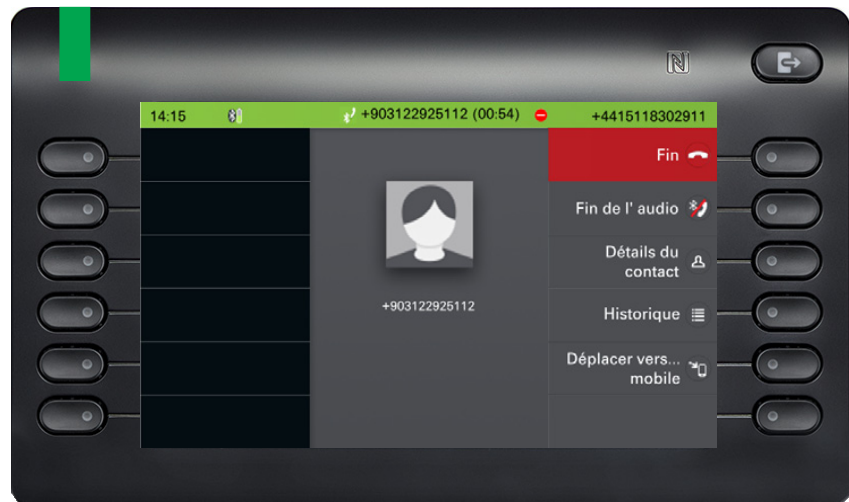 14:15
+903122925112 (00:54)
+4415118302911
Fin
Fin de l' audio
Détails du
contact
+903122925112
Historique
Déplacer vers...
mobile